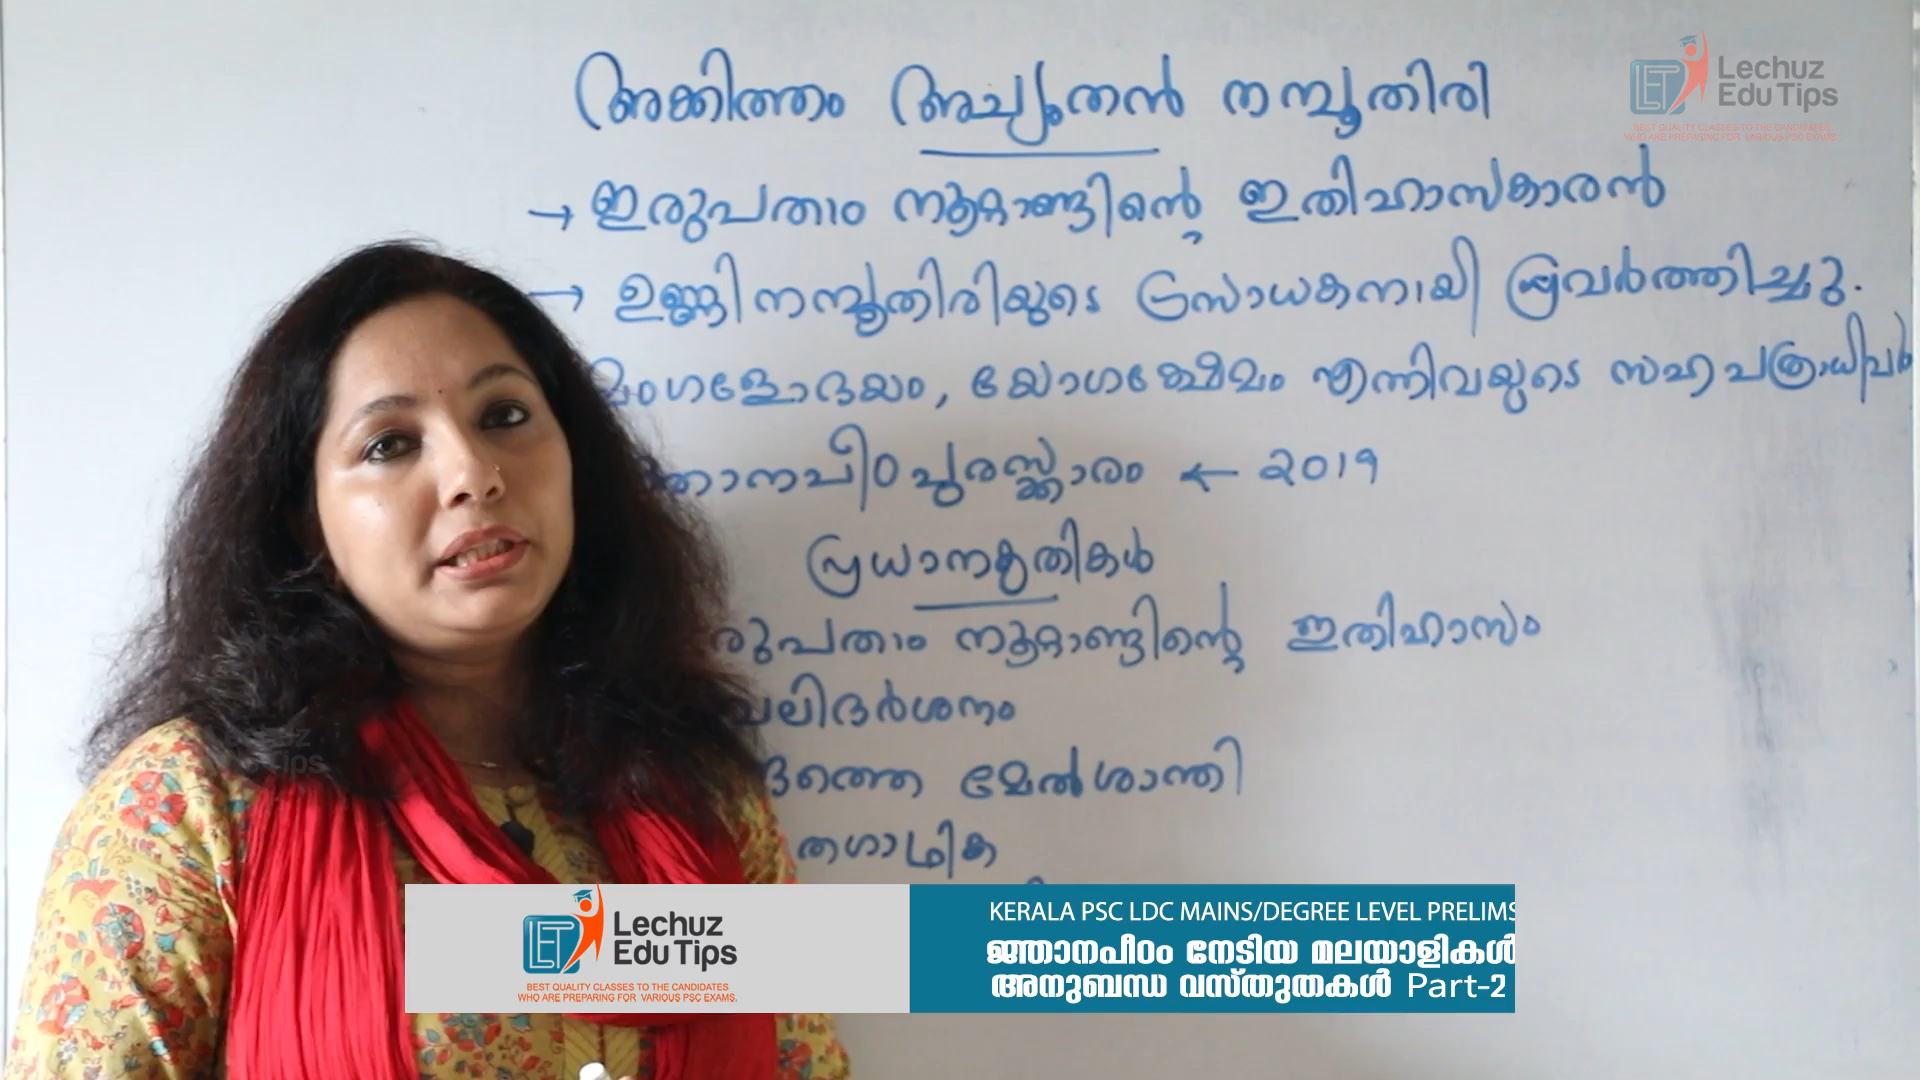 അക്കിത്തം അച്യുതൻ നമ്പൂതിരി
Lechuz
Edu Tips
BEST QUALITY CLASSES TO THE CANDIDATES
WHO ARE PREPARING FOR VARIOUS PSC EXAMS.
→ ഇരുപതാം നൂറ്റാണ്ടിന്റെ ഇതിഹാസകാരൻ
→ ഉണ്ണിനമ്പൂതിരിയുടെ പ്രസാധകനായി പ്രവർത്തിച്ചു.
മംഗളോദയം, യോഗക്ഷേമം എന്നിവയുടെ സഹപത്രാധിപർ
ഞാനപീഠ പുരസ്ക്കാരം ← 2019
പ്രധാനകൃതികൾ
രുപതാം നൂറ്റാണ്ടിന്റെ ഇതിഹാസം
ബലിദർശനം
ത്തെ മേൽശാന്തി
തഗാഥിക
Lechuz
Edu Tips
BEST QUALITY CLASSES TO THE CANDIDATES
WHO ARE PREPARING FOR VARIOUS PSC EXAMS.
KERALA PSC LDC MAINS/DEGREE LEVEL PRELIMS
ജ്ഞാനപീഠം നേടിയ മലയാളികൾ
അനുബന്ധ വസ്തുതകൾ Part-2